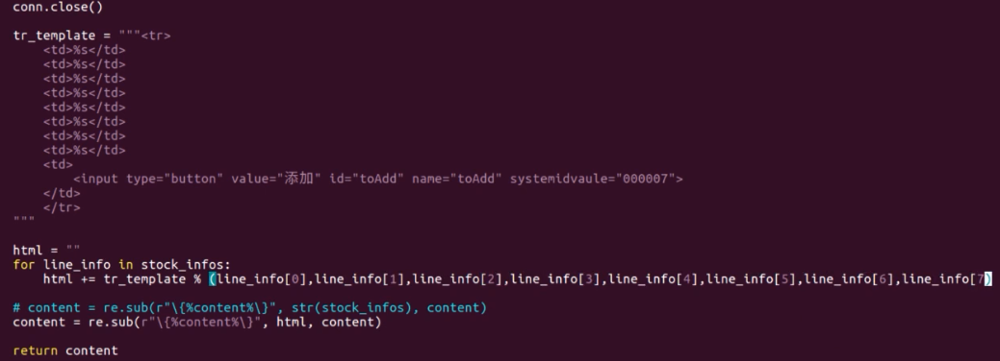 conn.close()

tr_template = """<tr>
    <td>%s</td>
    <td>%s</td>
    <td>%s</td>
    <td>%s</td>
    <td>%s</td>
    <td>%s</td>
    <td>%s</td>
    <td>%s</td>
    <td>
        <input type="button" value="添加" id="toAdd" name="toAdd" systemidvaule="000007">
    </td>
    </tr>
"""

html = ""
for line_info in stock_infos:
    html += tr_template % (line_info[0],line_info[1],line_info[2],line_info[3],line_info[4],line_info[5],line_info[6],line_info[7)

# content = re.sub(r"\{%content%\}", str(stock_infos), content)
content = re.sub(r"\{%content%\}", html, content)

return content